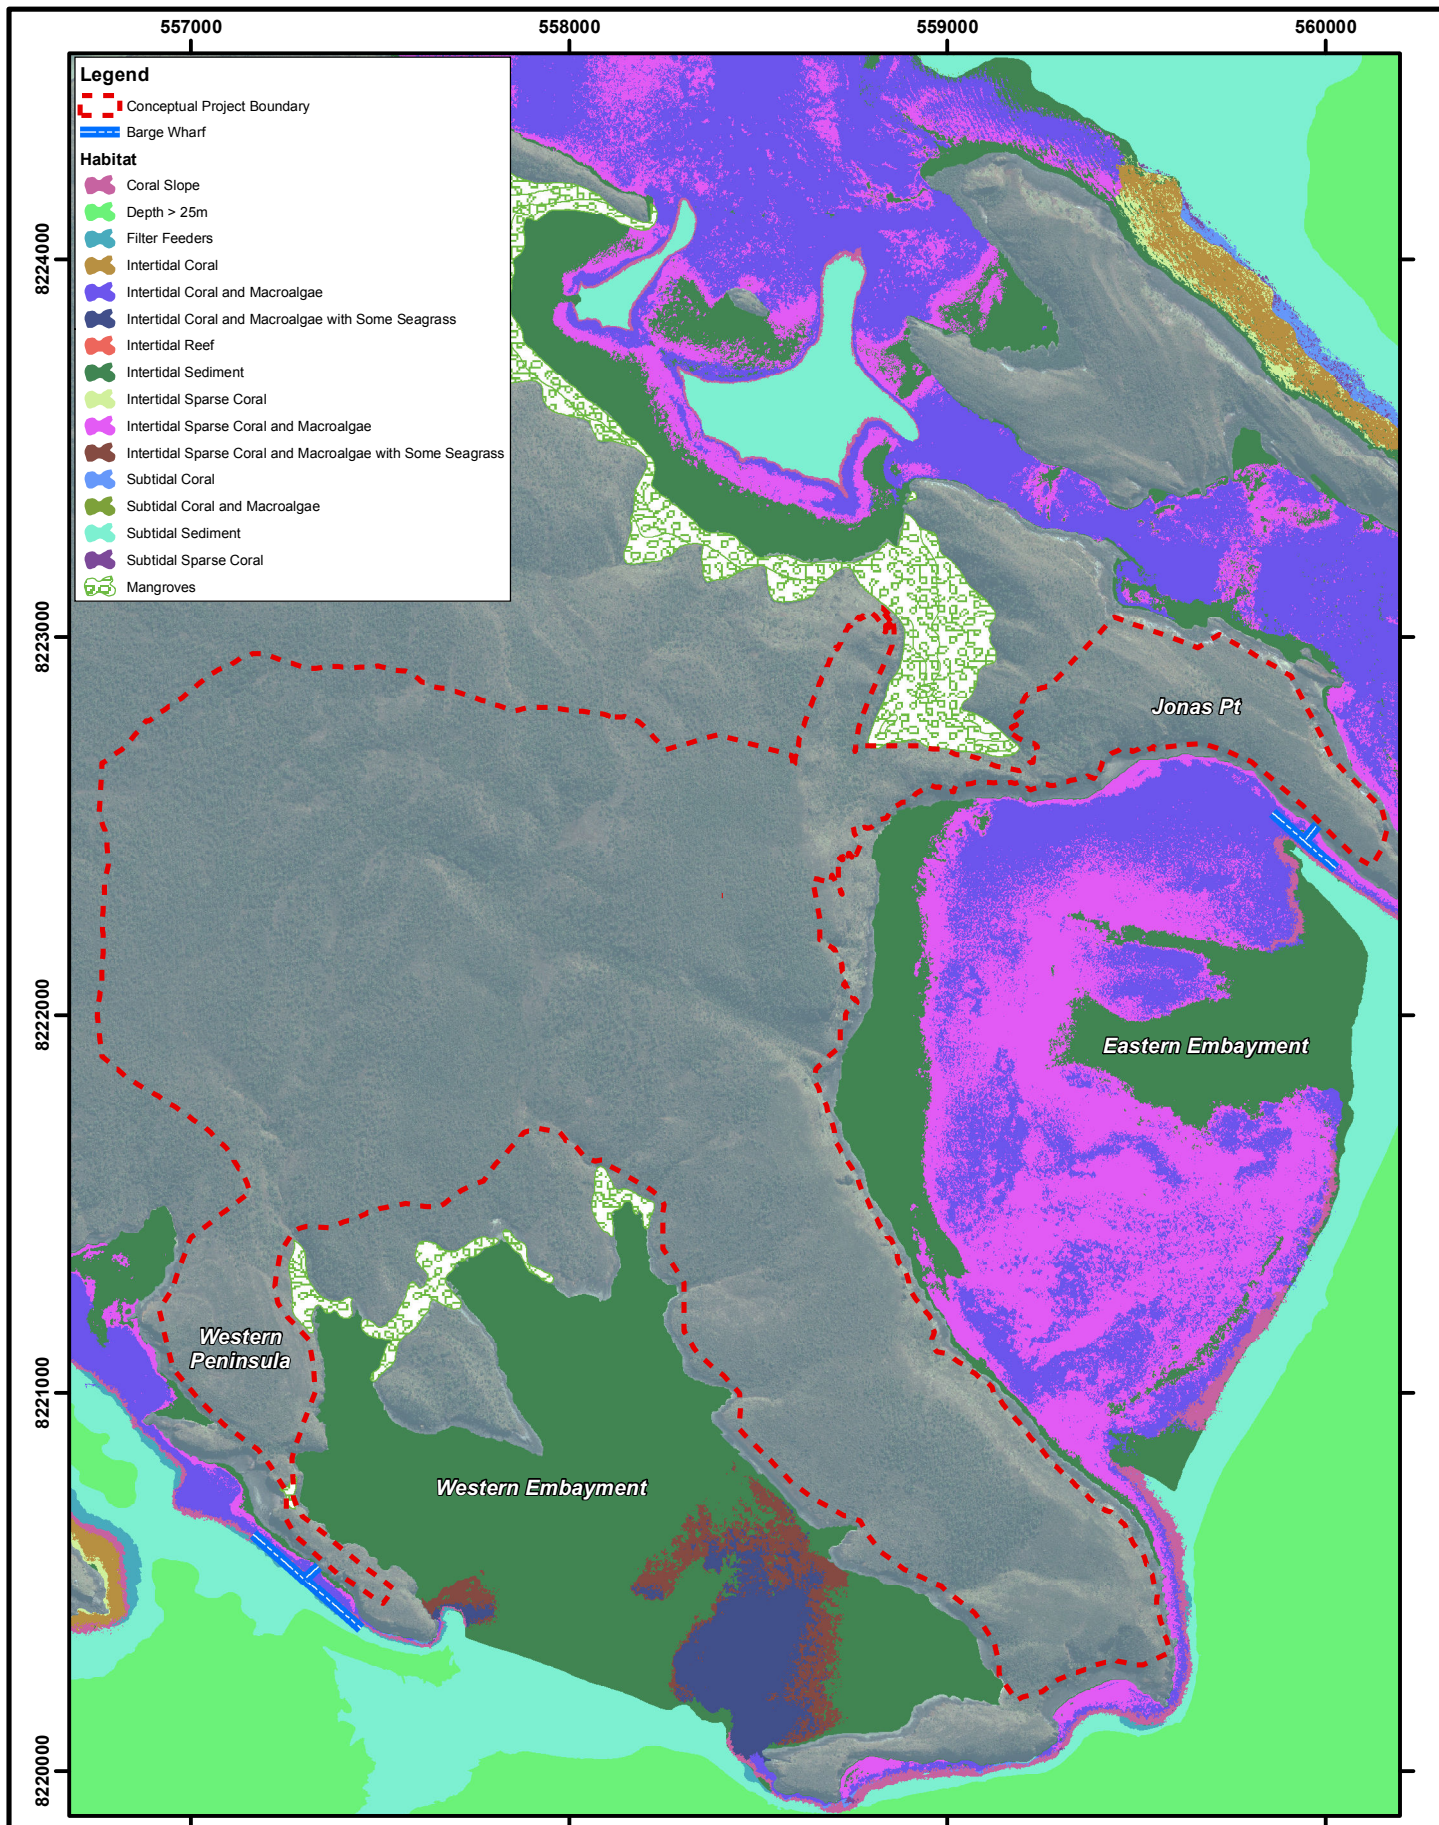 557000
558000
559000
560000
Legend
Conceptual Project Boundary
Barge Wharf
Habitat
Coral Slope
Depth > 25m
Filter Feeders
Intertidal Coral
Intertidal Coral and Macroalgae
Intertidal Coral and Macroalgae with Some Seagrass
Intertidal Reef
Intertidal Sediment
Intertidal Sparse Coral
Intertidal Sparse Coral and Macroalgae
Intertidal Sparse Coral and Macroalgae with Some Seagrass
Subtidal Coral
Subtidal Coral and Macroalgae
Subtidal Sediment
Subtidal Sparse Coral
Mangroves
8224000
8223000
Jonas Pt
8222000
Eastern Embayment
Western
Peninsula
8221000
Western Embayment
8220000